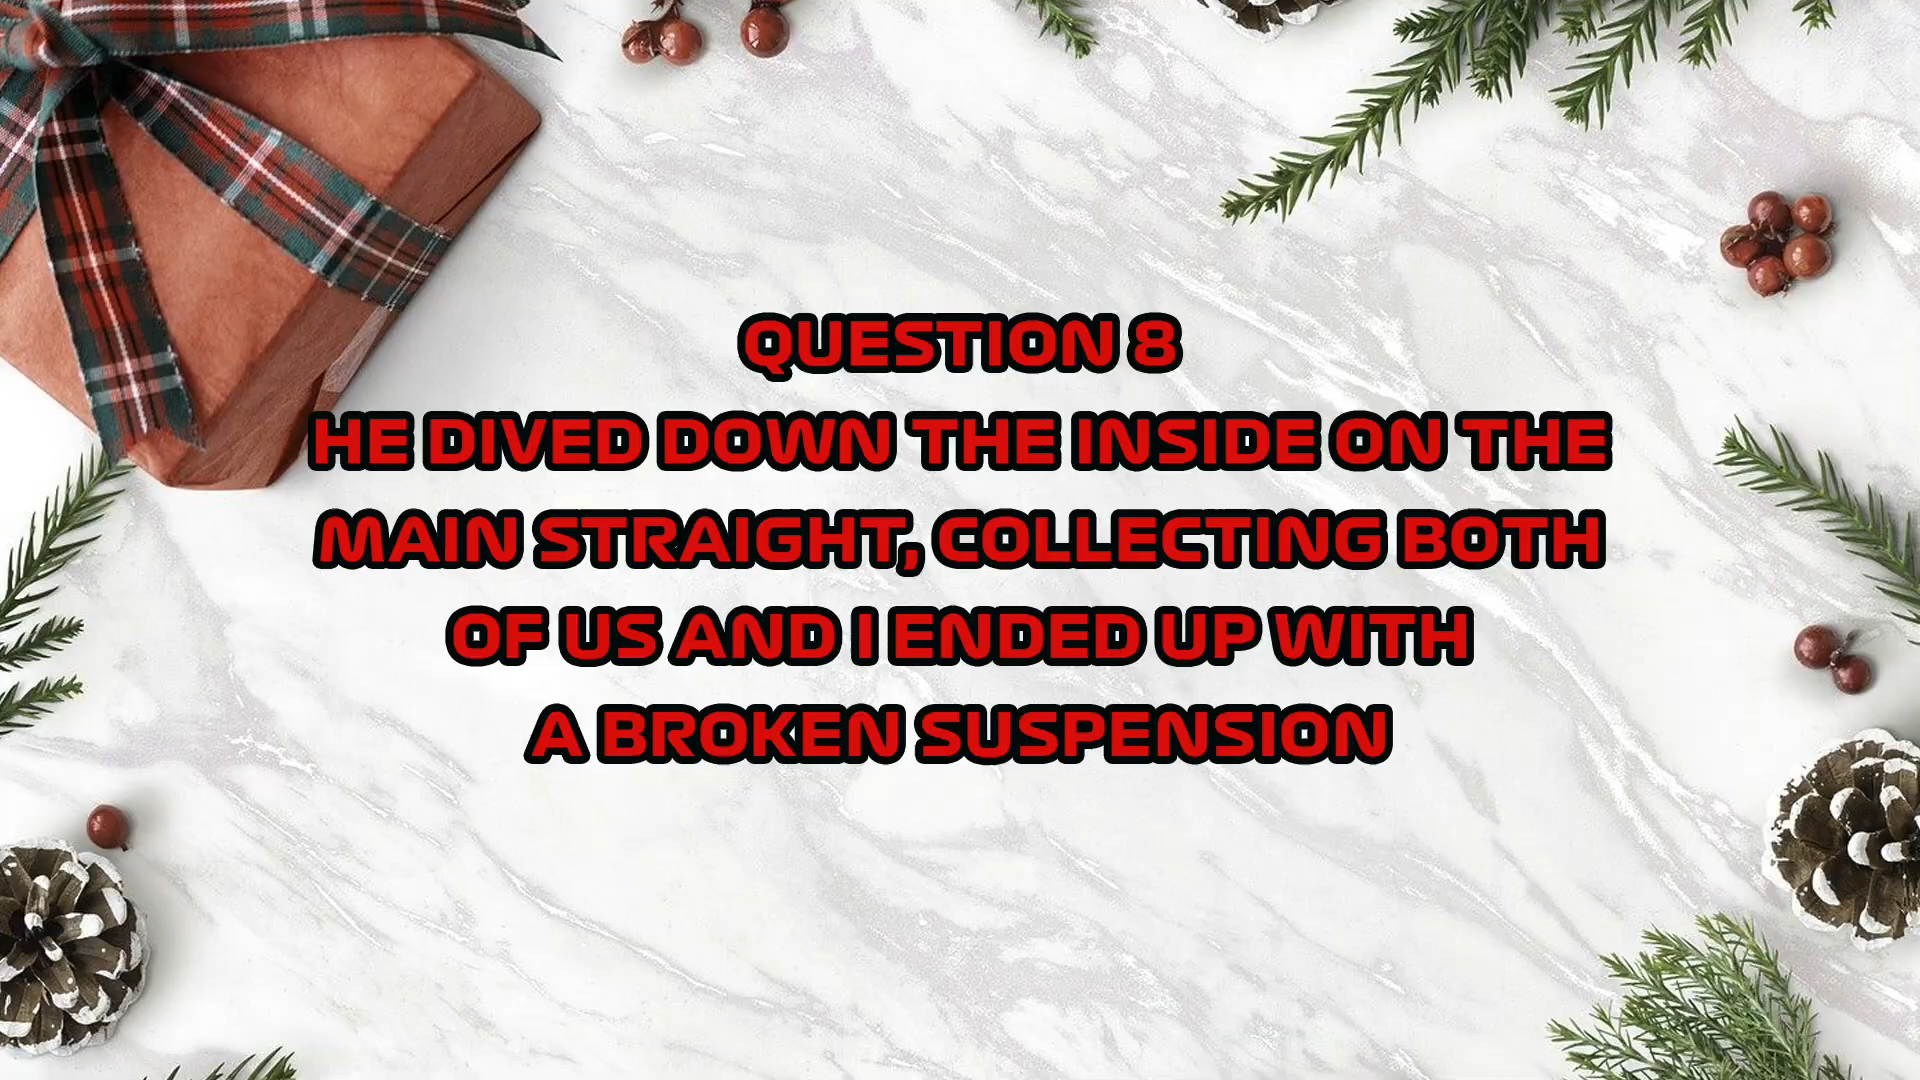 QUESTION 8
HE DIVED DOWN THE INSIDE ON THE
MAIN STRAIGHT, COLLECTING BOTH
OF US AND I ENDED UP WITH
A BROKEN SUSPENSION